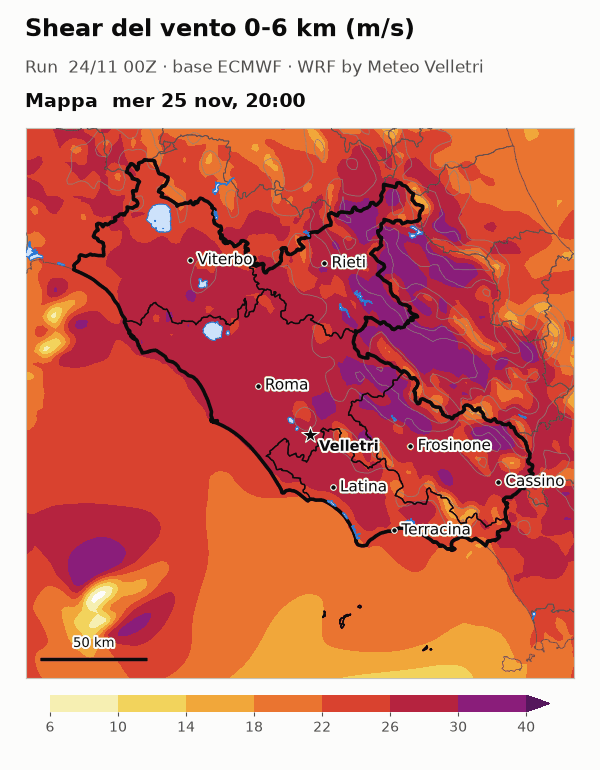 Shear del vento 0-6 km (m/s)
Run  24/11 00Z · base ECMWF · WRF by Meteo Velletri
Mappa  mer 25 nov, 20:00
Viterbo
Rieti
Roma
Velletri
Frosinone
Latina
Cassino
Terracina
50 km
6 10 14 18 22 26 30 40